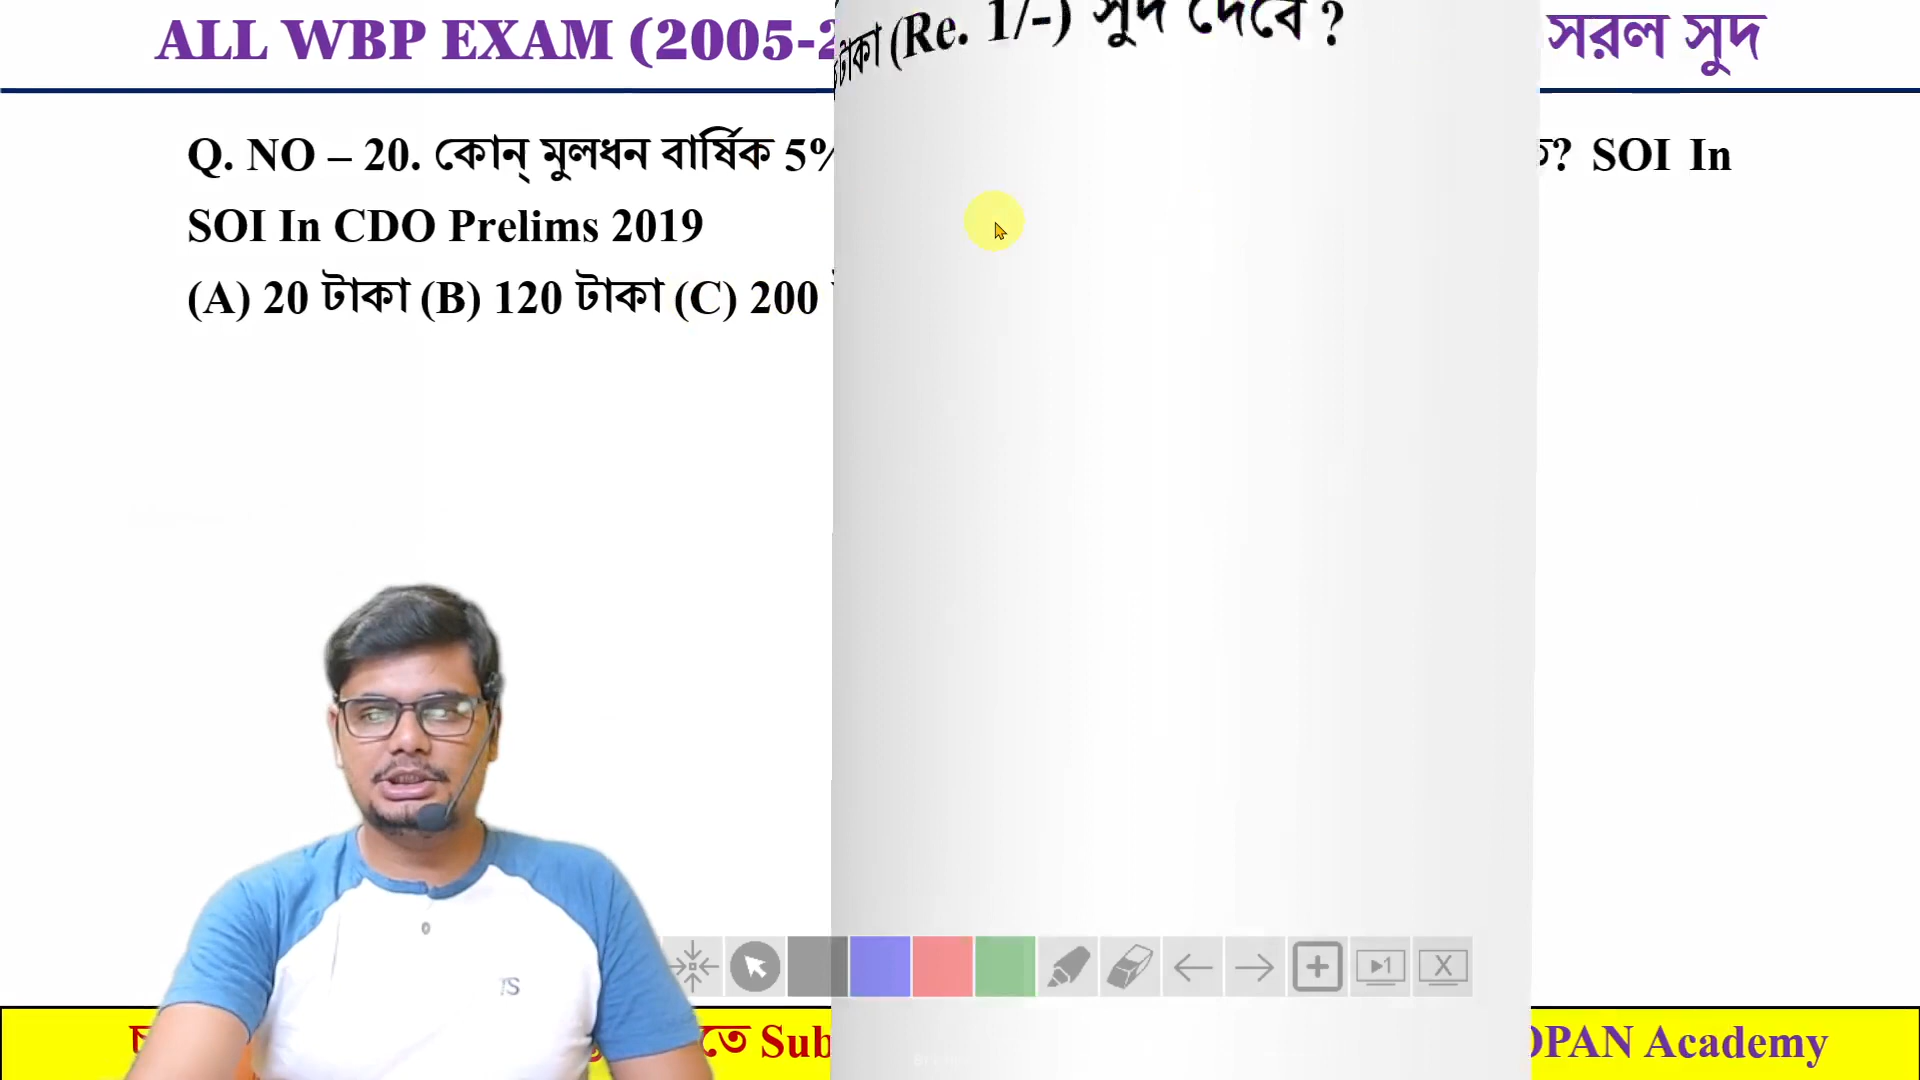 ALL WBP EXAM (2005-2
টাকা (Re. 1/-) সুদ দেবে ?
সরল সুদ
Q. NO – 20. কোন্ মুলধন বার্ষিক 5%
? SOI In
SOI In CDO Prelims 2019
(A) 20 টাকা (B) 120 টাকা (C) 200
তে Sub
OPAN Academy